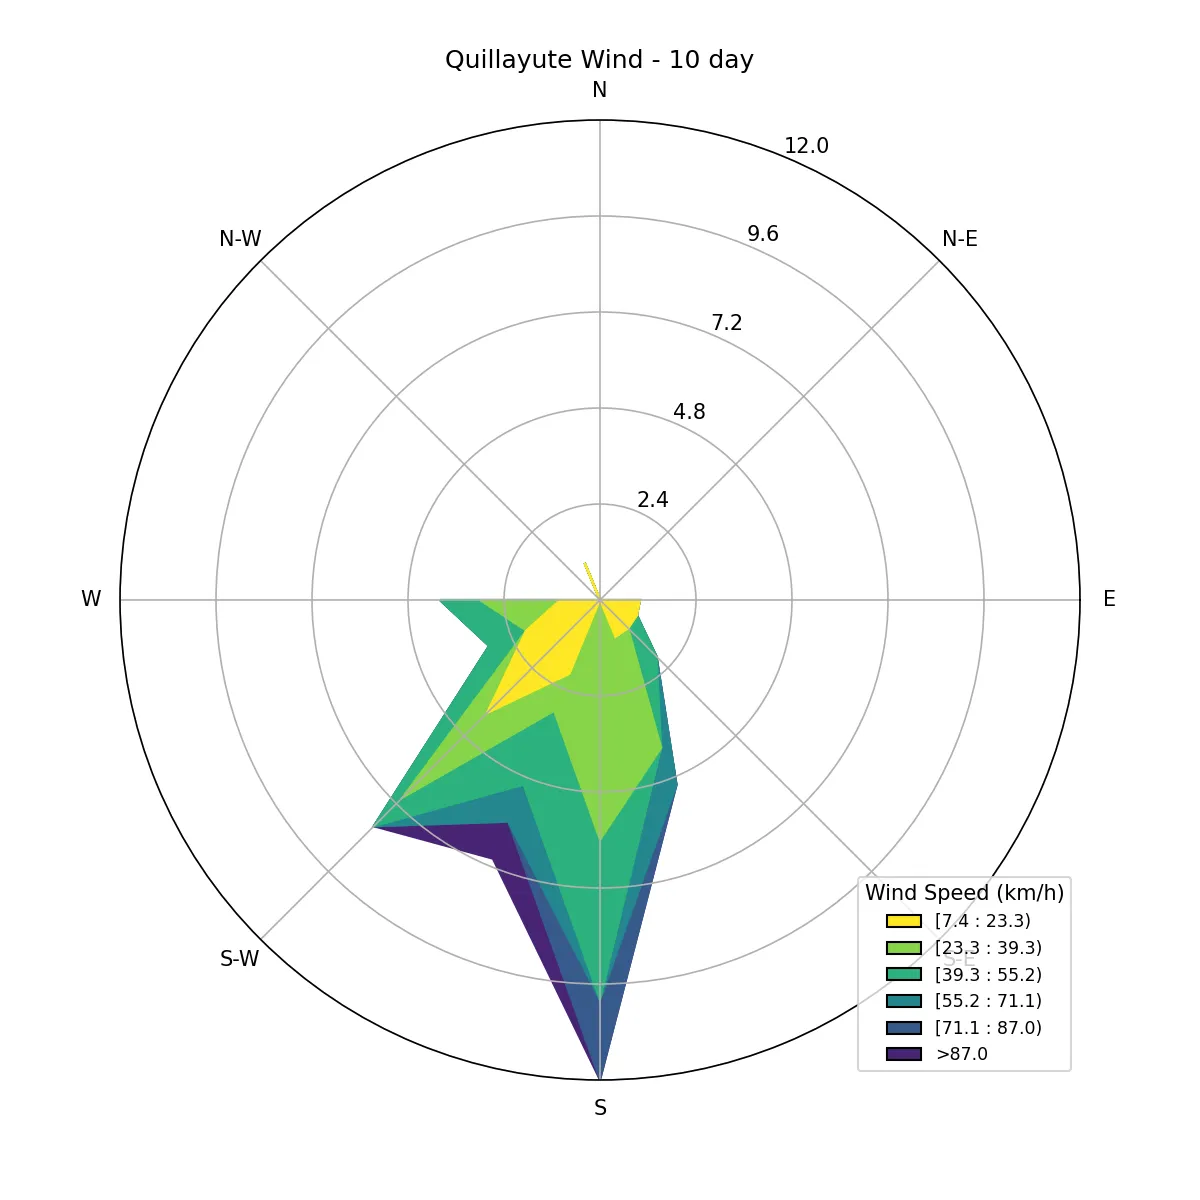 Quillayute Wind - 10 day
N
12.0
N-W
9.6
N-E
7.2
4.8
2.4
W
E
S-W
S-E
Wind Speed (km/h)
[7.4 : 23.3)
[23.3 : 39.3)
[39.3 : 55.2)
[55.2 : 71.1)
[71.1 : 87.0)
>87.0
S